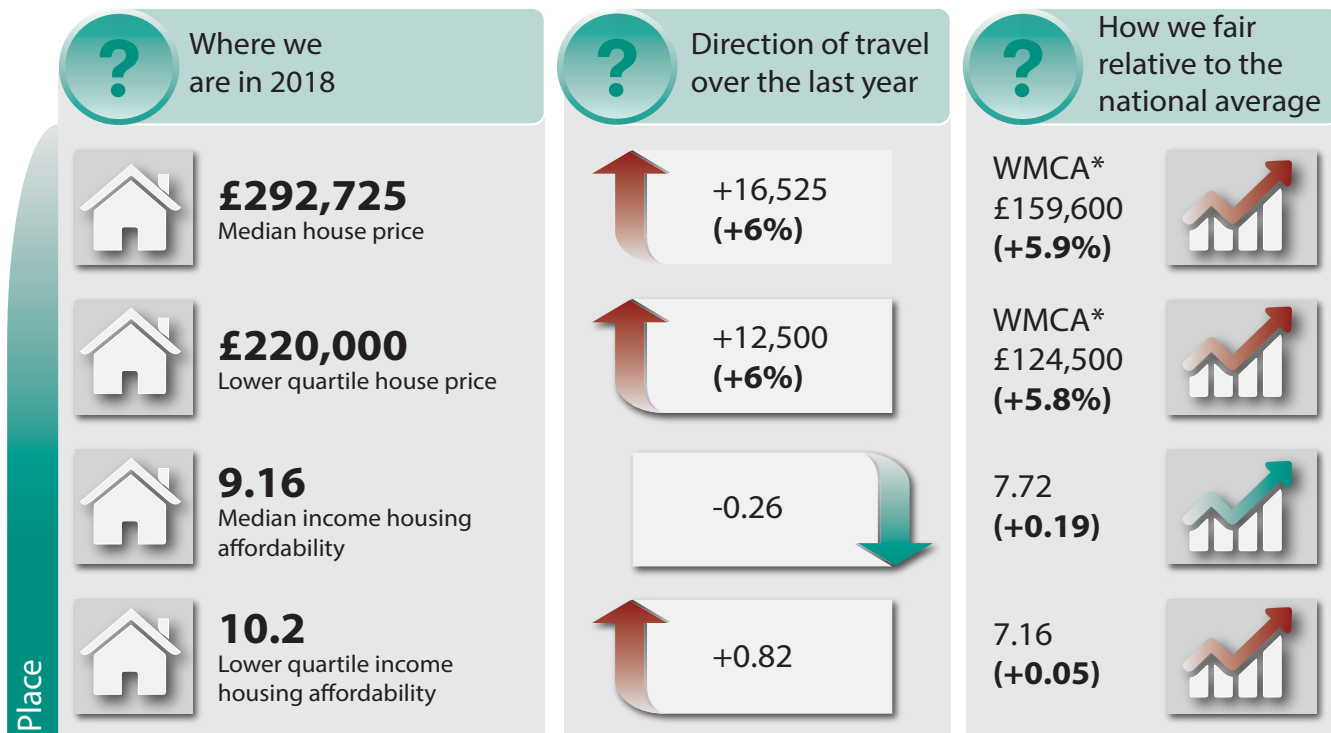 ?
Where we
are in 2018
?
Direction of travel
over the last year
?
How we fair
relative to the
national average
£292,725
Median house price
+16,525
(+6%)
WMCA*
£159,600
(+5.9%)
£220,000
Lower quartile house price
+12,500
(+6%)
WMCA*
£124,500
(+5.8%)
9.16
Median income housing
affordability
-0.26
7.72
(+0.19)
10.2
Lower quartile income
housing affordability
+0.82
7.16
(+0.05)
Place